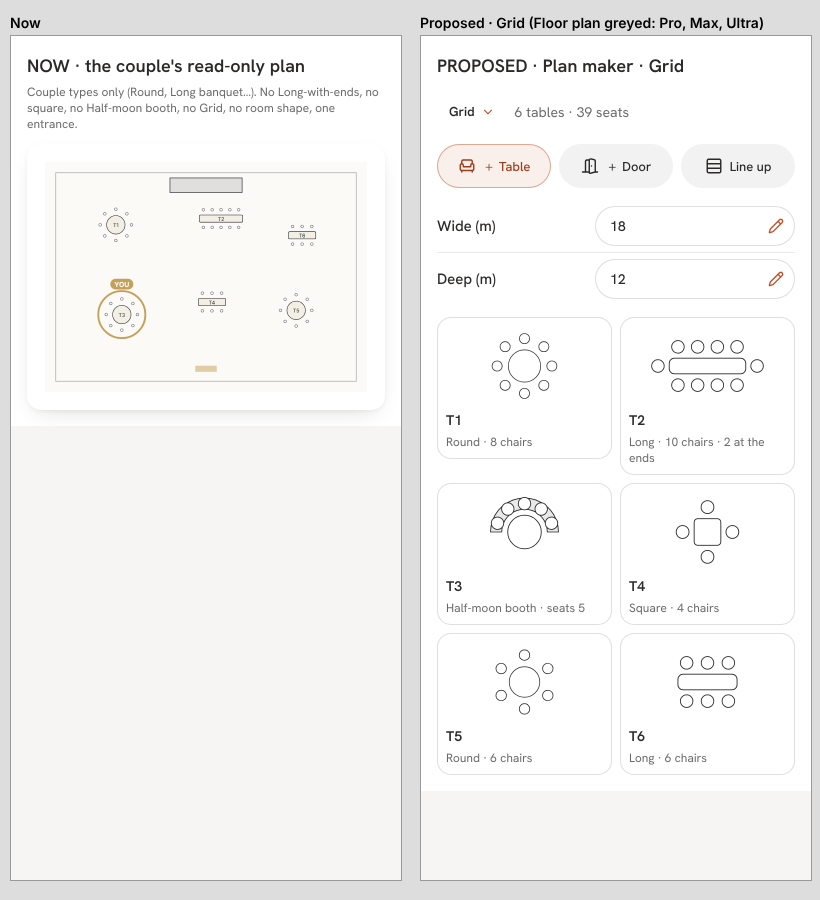 Now
NOW · the couple's read-only plan
Couple types only (Round, Long banquet...). No Long-with-ends, no
square, no Half-moon booth, no Grid, no room shape, one
entrance.
T1
T2
T6
YOU
T3
T4
T5
Proposed · Grid (Floor plan greyed: Pro, Max, Ultra)
PROPOSED · Plan maker · Grid
Grid
6 tables · 39 seats
+ Table
+ Door
Line up
Wide (m)
18
Deep (m)
12
T1
Round · 8 chairs
T2
Long · 10 chairs · 2 at the
ends
T3
Half-moon booth · seats 5
T4
Square · 4 chairs
T5
Round · 6 chairs
T6
Long · 6 chairs